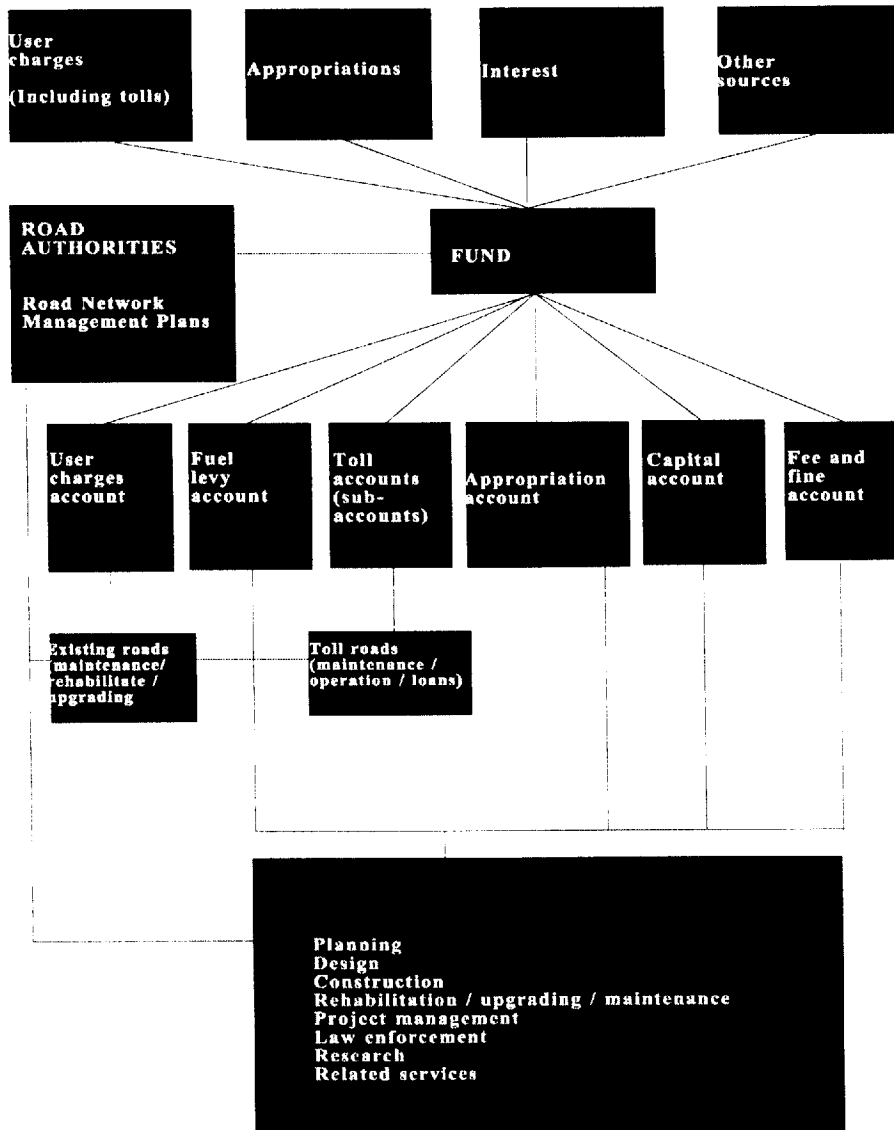 User
charges
(Including tolls)
Appropriations
Interest
Other
sources
ROAD
AUTHORITIES
Road Network
Management Plans
FUND
User
charges
account
Fuel
levy
account
Toll
accounts
(sub-
accounts)
Appropriation
account
Capital
account
Fee and
fine
account
Existing roads
(maintenance/
rehabilitate /
upgrading
Toll roads
(maintenance /
operation / loans)
Planning
Design
Construction
Rehabilitation / upgrading / maintenance
Project management
Law enforcement
Research
Related services